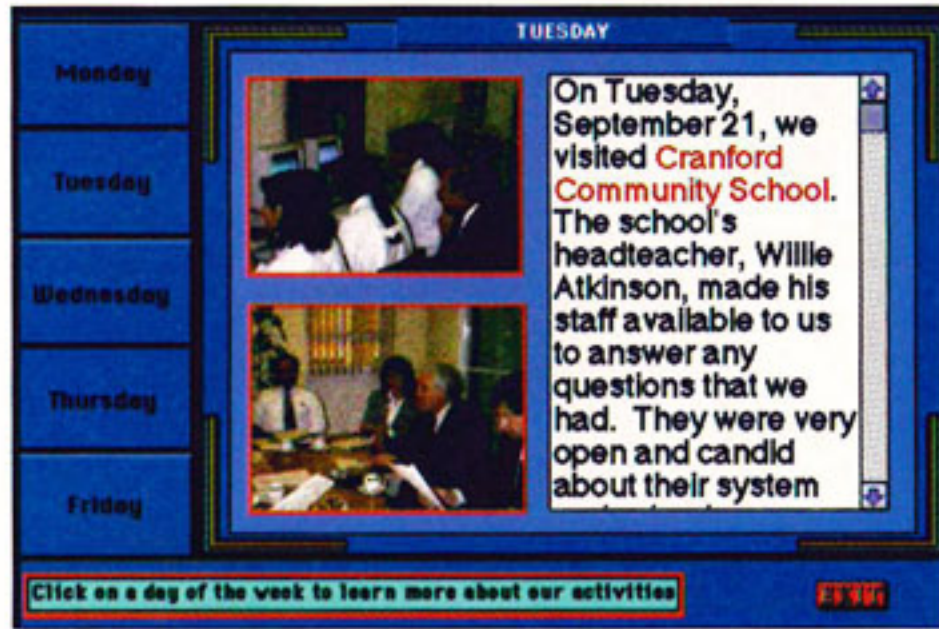 TUESDAY
Monday
Tuesday
Wednesday
Thursday
Friday
On Tuesday,
September 21, we
visited Cranford
Community School.
The school's
headteacher, Willie
Atkinson, made his
staff available to us
to answer any
questions that we
had. They were very
open and candid
about their system
Click on a day of the week to learn more about our activities
EXIT